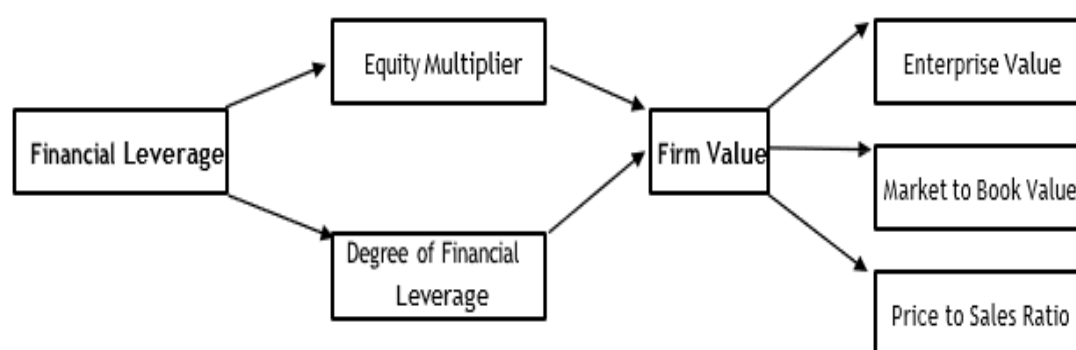 Equity Multiplier
Enterprise Value
Financial Leverage
Firm Value
Market to Book Value
Degree of Financial
Leverage
Price to Sales Ratio